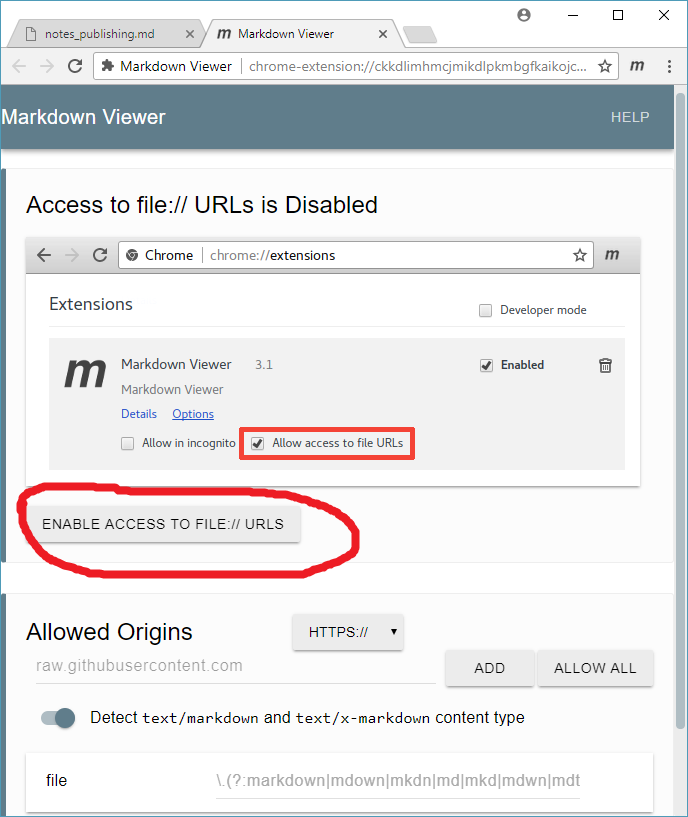 notes_publishing.md
m Markdown Viewer
Markdown Viewer chrome-extension://ckkdlimhmcjmikdlpkmbgfkaikojc... m
Markdown Viewer HELP
Access to file:// URLs is Disabled
Chrome chrome://extensions m
Extensions Developer mode
m Markdown Viewer 3.1 Enabled
Markdown Viewer
Details Options
Allow in incognito Allow access to file URLs
ENABLE ACCESS TO FILE:// URLS
Allowed Origins HTTPS://
raw.githubusercontent.com ADD ALLOW ALL
Detect text/markdown and text/x-markdown content type
file \.(?:markdown|mdown|mkdn|md|mkd|mdwn|mdt